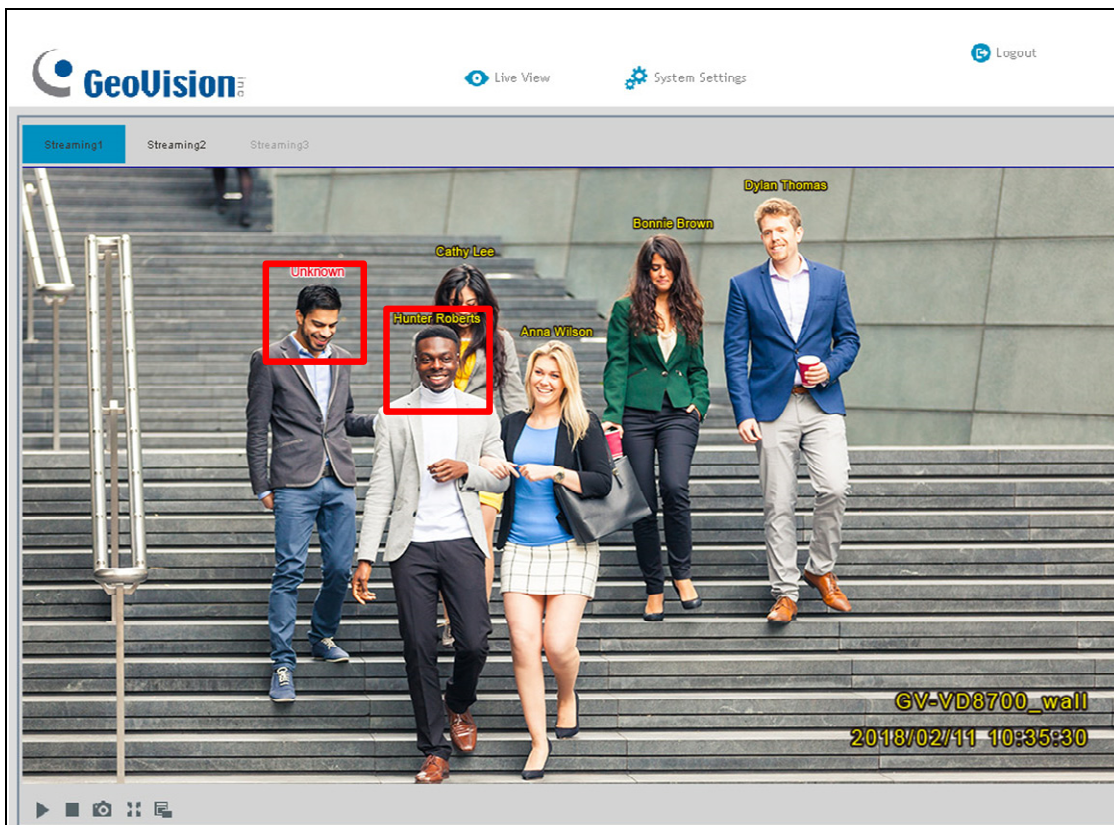 Logout
GeoVision Inc
Live View
System Settings
Streaming1 Streaming2 Streaming3
Dylan Thomas
Bonnie Brown
Cathy Lee
Unknown
Hunter Roberts
Anna Wilson
GV-VD8700_wall
2018/02/11 10:35:30